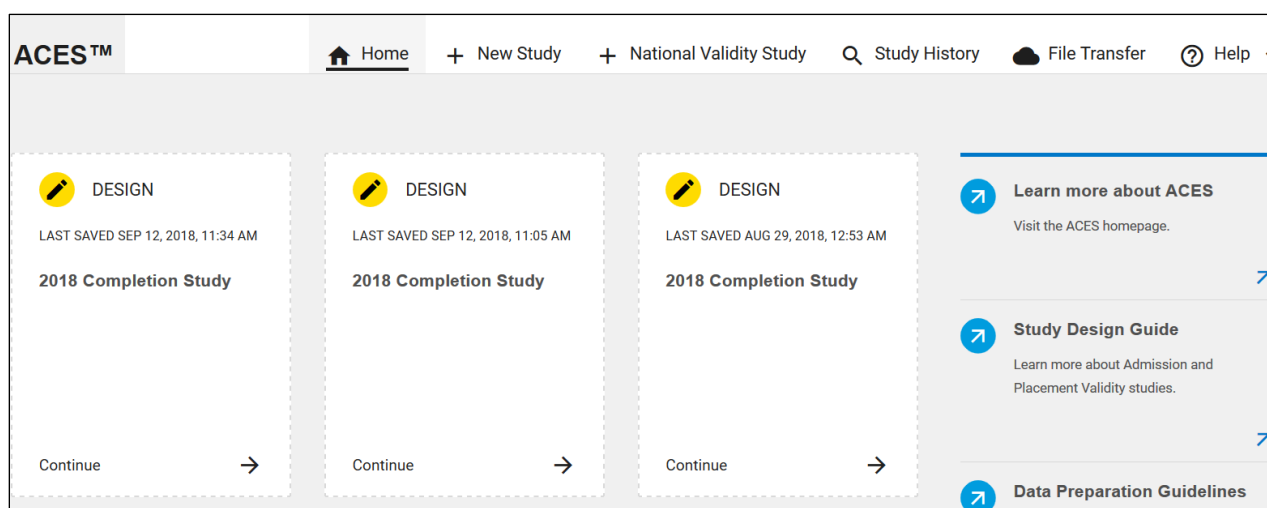 ACES™
Home
New Study
National Validity Study
Study History
File Transfer
Help
DESIGN
LAST SAVED SEP 12, 2018, 11:34 AM
2018 Completion Study
Continue
DESIGN
LAST SAVED SEP 12, 2018, 11:05 AM
2018 Completion Study
Continue
DESIGN
LAST SAVED AUG 29, 2018, 12:53 AM
2018 Completion Study
Continue
Learn more about ACES
Visit the ACES homepage.
Study Design Guide
Learn more about Admission and
Placement Validity studies.
Data Preparation Guidelines